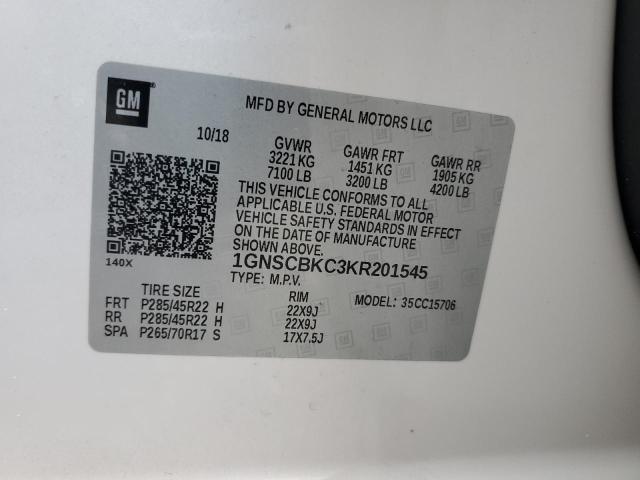 GM ®
MFD BY GENERAL MOTORS LLC
10/18
GVWR GAWR FRT GAWR RR
3221 KG 1451 KG 1905 KG
7100 LB 3200 LB 4200 LB
THIS VEHICLE CONFORMS TO ALL
APPLICABLE U.S. FEDERAL MOTOR
VEHICLE SAFETY STANDARDS IN EFFECT
ON THE DATE OF MANUFACTURE
SHOWN ABOVE.
140X
1GNSCBKC3KR201545
TYPE: M.P.V.
MODEL: 35CC15706
TIRE SIZE RIM
FRT P285/45R22 H 22X9J
RR P285/45R22 H 22X9J
SPA P265/70R17 S 17X7.5J